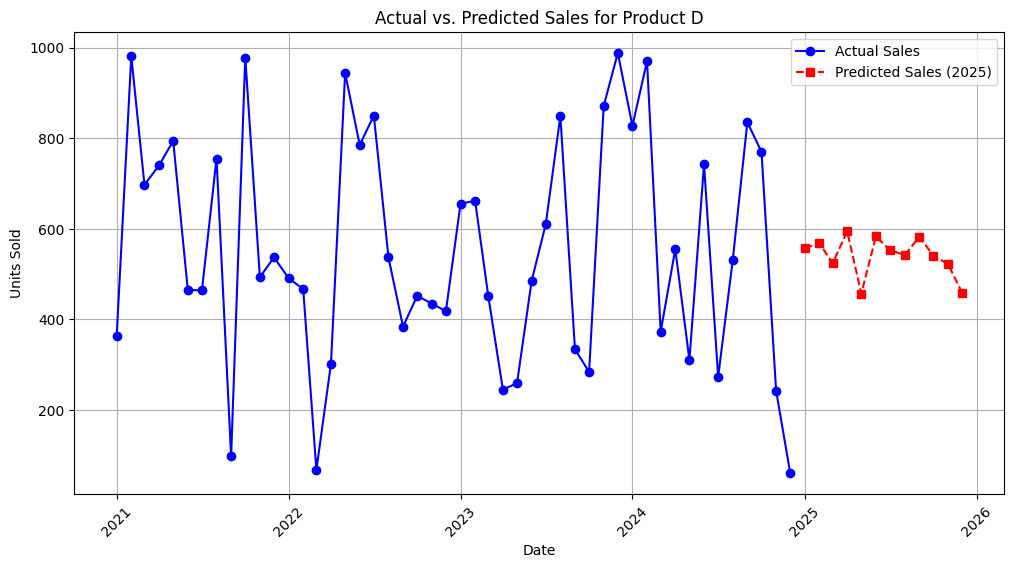 Actual vs. Predicted Sales for Product D
Actual Sales
Predicted Sales (2025)
Units Sold
1000
800
600
400
200
2021
2022
2023
2024
2025
2026
Date